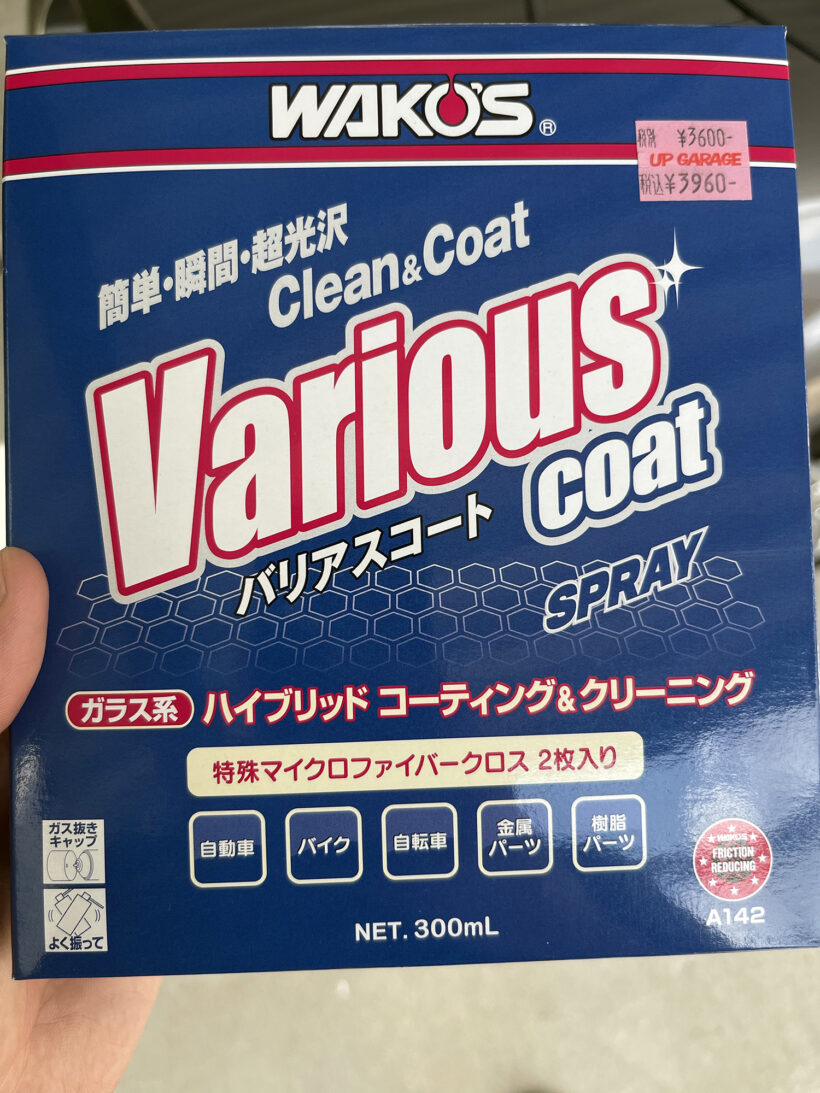 WAKO'S®
税抜 ¥3600-
UP GARAGE
税込¥3960-
簡単・瞬間・超光沢
Clean&Coat
Various
coat
バリアスコート
SPRAY
ガラス系 ハイブリッド コーティング&クリーニング
特殊マイクロファイバークロス 2枚入り
自動車
バイク
自転車
金属
パーツ
樹脂
パーツ
ガス抜き
キャップ
よく振って
WAKO'S
FRICTION
REDUCING
A142
NET. 300mL